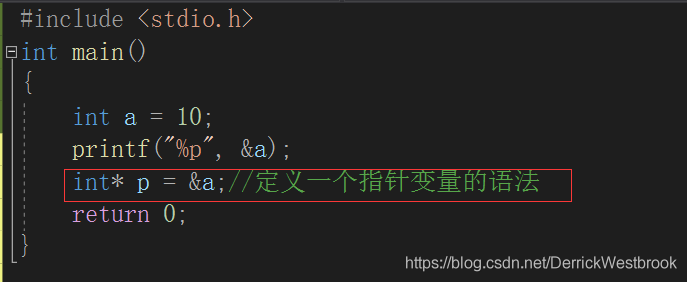 #include <stdio.h>
int main()
{
int a = 10;
printf("%p", &a);
int* p = &a;//定义一个指针变量的语法
return 0;
}
https://blog.csdn.net/DerrickWestbrook